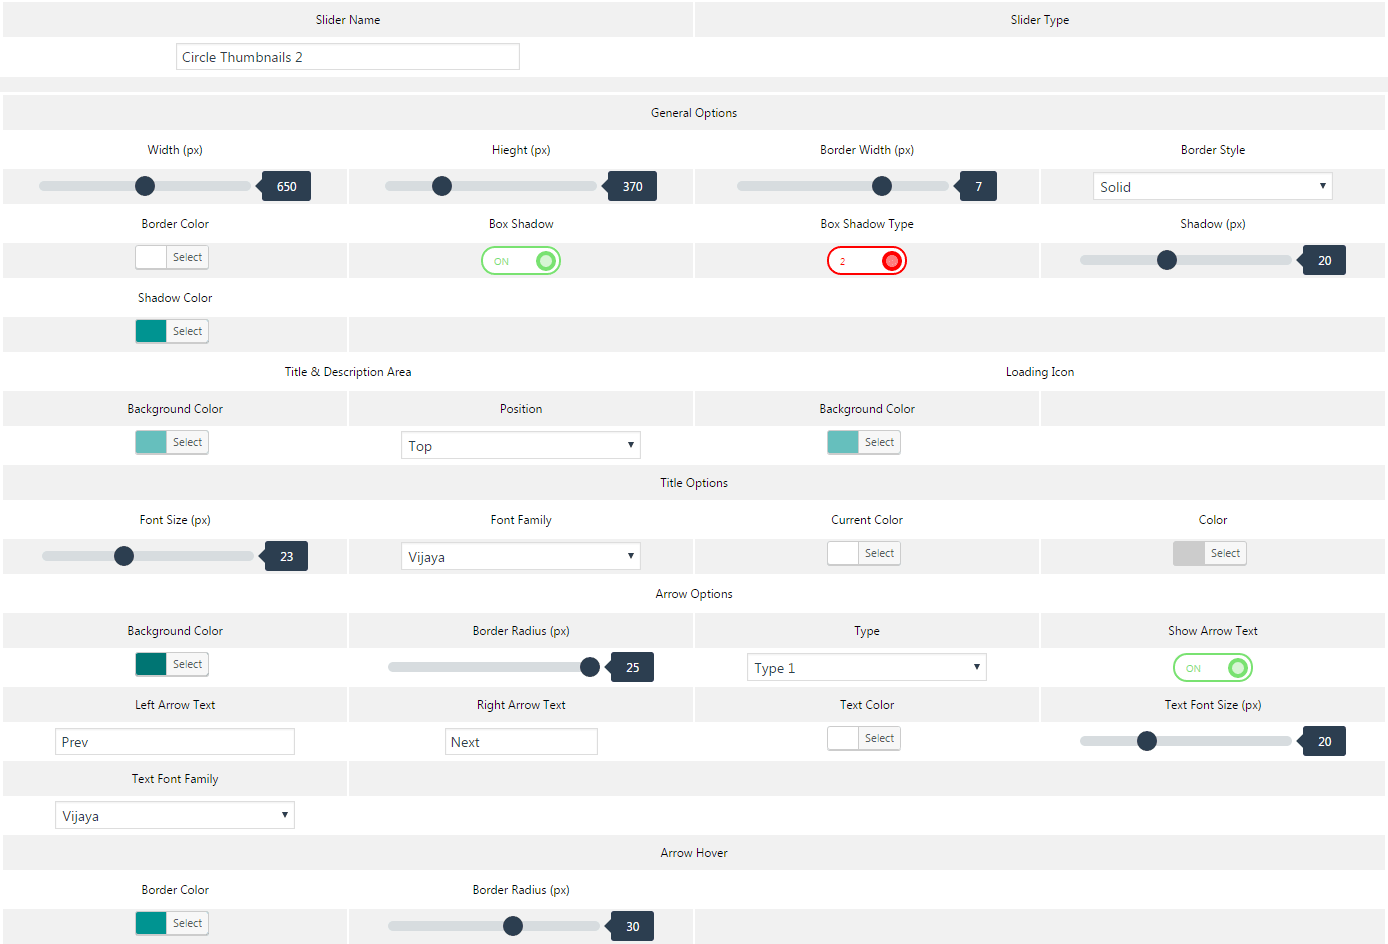 Slider Name Slider Type
Circle Thumbnails 2
General Options
Width (px) Hieght (px) Border Width (px) Border Style
650 370 7 Solid
Border Color Box Shadow Box Shadow Type Shadow (px)
Select ON 2 20
Shadow Color
Select
Title & Description Area Loading Icon
Background Color Position Background Color
Select Top Select
Title Options
Font Size (px) Font Family Current Color Color
23 Vijaya Select Select
Arrow Options
Background Color Border Radius (px) Type Show Arrow Text
Select 25 Type 1 ON
Left Arrow Text Right Arrow Text Text Color Text Font Size (px)
Prev Next Select 20
Text Font Family
Vijaya
Arrow Hover
Border Color Border Radius (px)
Select 30